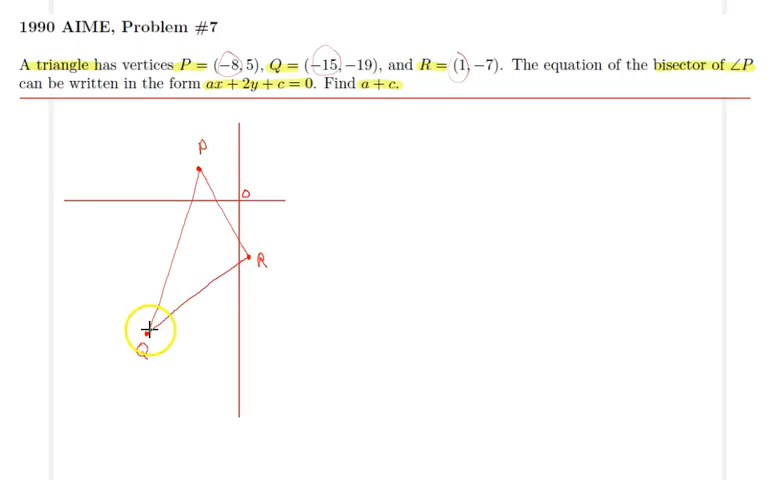 1990 AIME, Problem #7
A triangle has vertices P = (−8, 5), Q = (−15, −19), and R = (1, −7). The equation of the bisector of ∠P
can be written in the form ax + 2y + c = 0. Find a + c.
P
O
R
Q